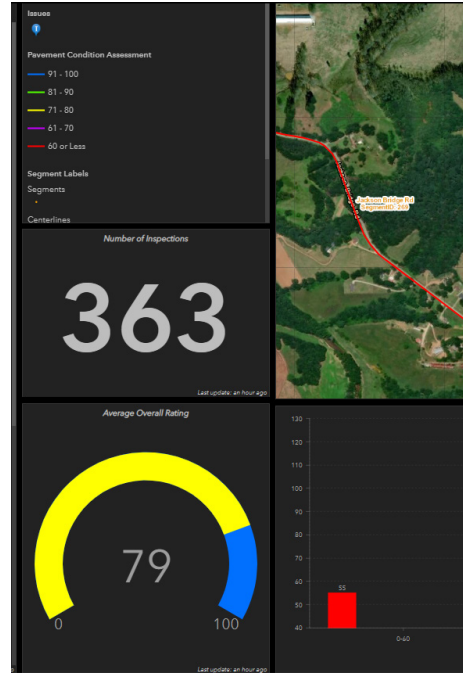 Issues
Pavement Condition Assessment
91 - 100
81 - 90
71 - 80
61 - 70
60 or Less
Segment Labels
Segments
Centerlines
Number of Inspections
363
Last update: an hour ago
Average Overall Rating
79
0
100
Last update: an hour ago
Jackson Bridge Rd
SegmentID: 249
130
120
110
100
90
80
70
60
50
40
55
0-60